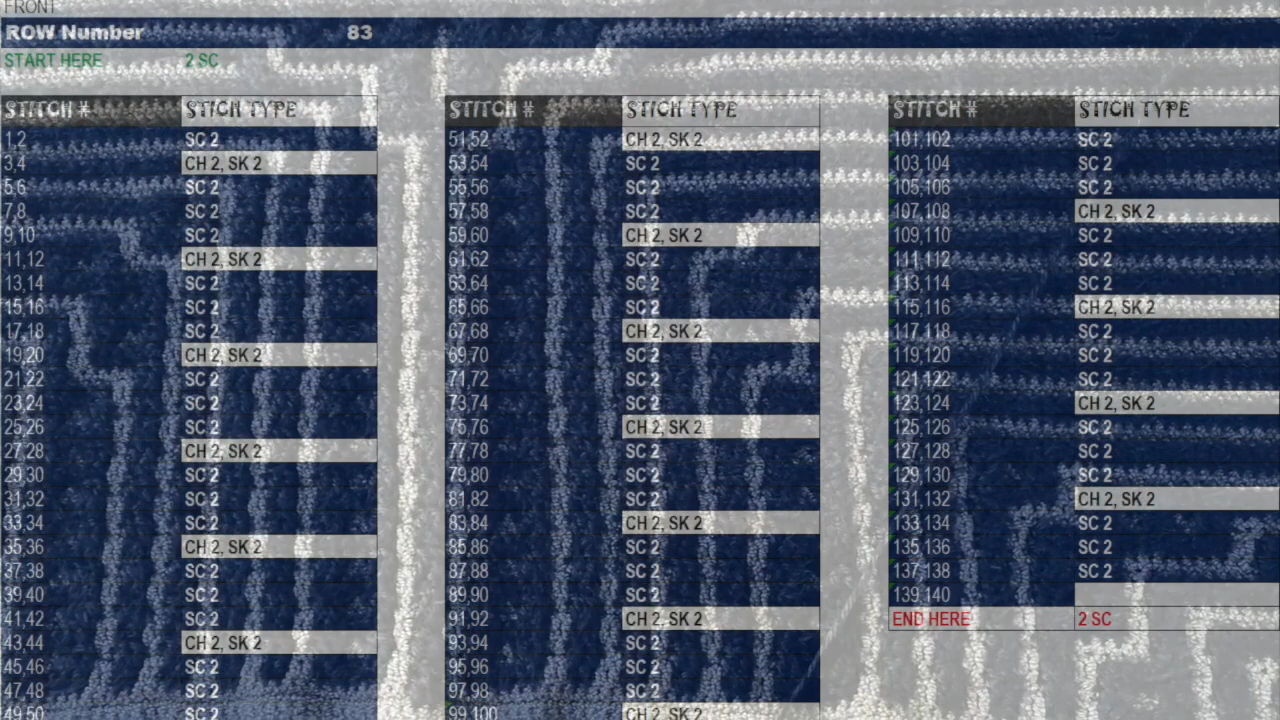 FRONT
ROW Number 83
START HERE 2 SC
STITCH # STICH TYPE
1,2 SC 2
3,4 CH 2, SK 2
5,6 SC 2
7,8 SC 2
9,10 SC 2
11,12 CH 2, SK 2
13,14 SC 2
15,16 SC 2
17,18 SC 2
19,20 CH 2, SK 2
21,22 SC 2
23,24 SC 2
25,26 SC 2
27,28 CH 2, SK 2
29,30 SC 2
31,32 SC 2
33,34 SC 2
35,36 CH 2, SK 2
37,38 SC 2
39,40 SC 2
41,42 SC 2
43,44 CH 2, SK 2
45,46 SC 2
47,48 SC 2
49,50 SC 2
STITCH # STICH TYPE
51,52 CH 2, SK 2
53,54 SC 2
55,56 SC 2
57,58 SC 2
59,60 CH 2, SK 2
61,62 SC 2
63,64 SC 2
65,66 SC 2
67,68 CH 2, SK 2
69,70 SC 2
71,72 SC 2
73,74 SC 2
75,76 CH 2, SK 2
77,78 SC 2
79,80 SC 2
81,82 SC 2
83,84 CH 2, SK 2
85,86 SC 2
87,88 SC 2
89,90 SC 2
91,92 CH 2, SK 2
93,94 SC 2
95,96 SC 2
97,98 SC 2
99,100 CH 2, SK 2
STITCH # STICH TYPE
101,102 SC 2
103,104 SC 2
105,106 SC 2
107,108 CH 2, SK 2
109,110 SC 2
111,112 SC 2
113,114 SC 2
115,116 CH 2, SK 2
117,118 SC 2
119,120 SC 2
121,122 SC 2
123,124 CH 2, SK 2
125,126 SC 2
127,128 SC 2
129,130 SC 2
131,132 CH 2, SK 2
133,134 SC 2
135,136 SC 2
137,138 SC 2
139,140
END HERE 2 SC